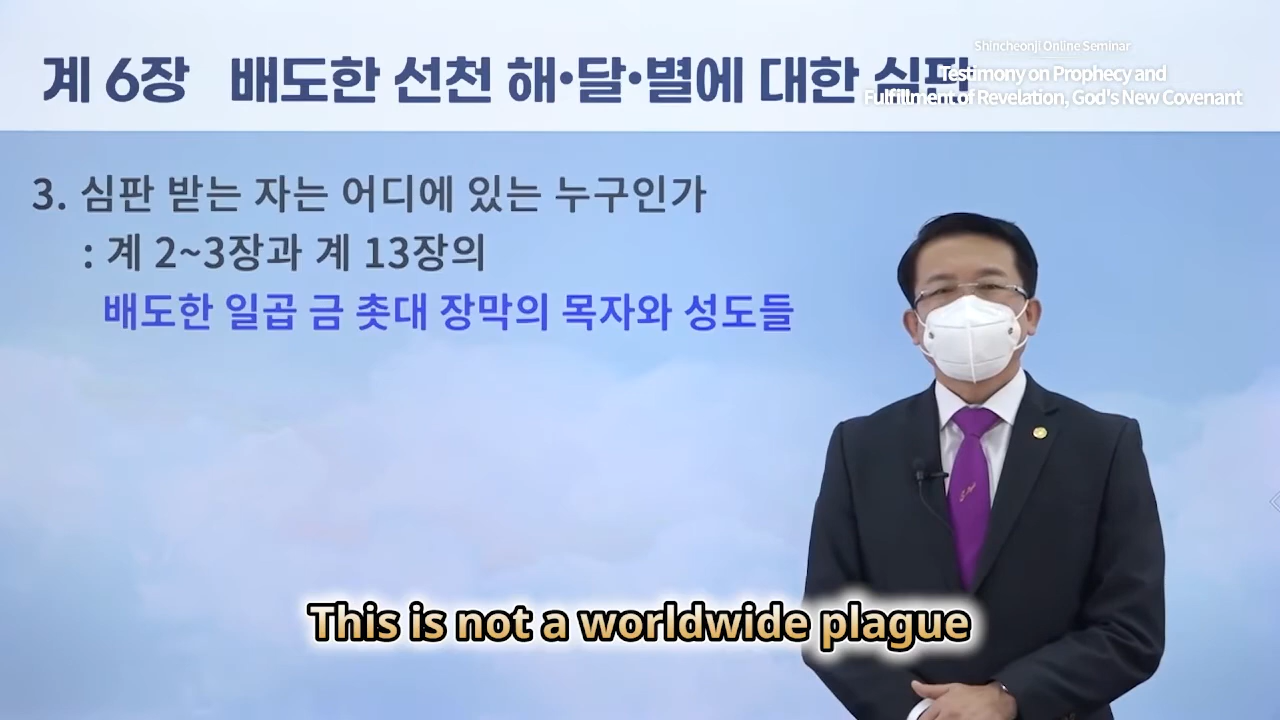 계 6장 배도한 선천 해·달·별에 대한 심판
Shincheonji Online Seminar
Testimony on Prophecy and
Fulfillment of Revelation, God's New Covenant
3. 심판 받는 자는 어디에 있는 누구인가
: 계 2~3장과 계 13장의
배도한 일곱 금 촛대 장막의 목자와 성도들
This is not a worldwide plague